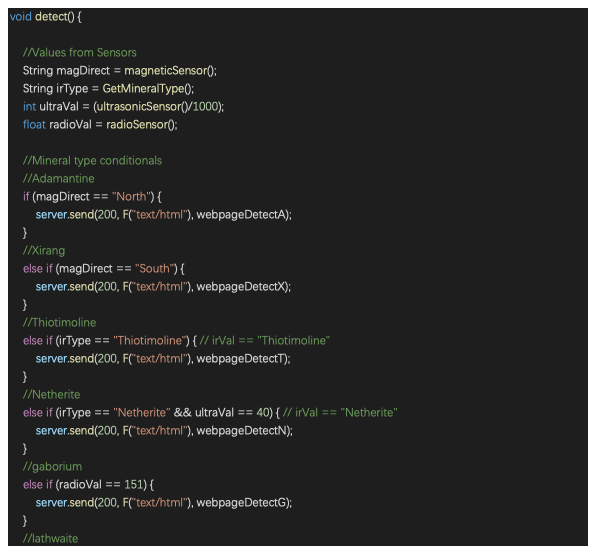 void detect() {
//Values from Sensors
String magDirect = magneticSensor();
String irType = GetMineralType();
int ultraVal = (ultrasonicSensor()/1000);
float radioVal = radioSensor();
//Mineral type conditionals
//Adamantine
if (magDirect == "North") {
server.send(200, F("text/html"), webpageDetectA);
}
//Xirang
else if (magDirect == "South") {
server.send(200, F("text/html"), webpageDetectX);
}
//Thiotimoline
else if (irType == "Thiotimoline") { // irVal == "Thiotimoline"
server.send(200, F("text/html"), webpageDetectT);
}
//Netherite
else if (irType == "Netherite" && ultraVal == 40) { // irVal == "Netherite"
server.send(200, F("text/html"), webpageDetectN);
}
//gaborium
else if (radioVal == 151) {
server.send(200, F("text/html"), webpageDetectG);
}
//lathwaite